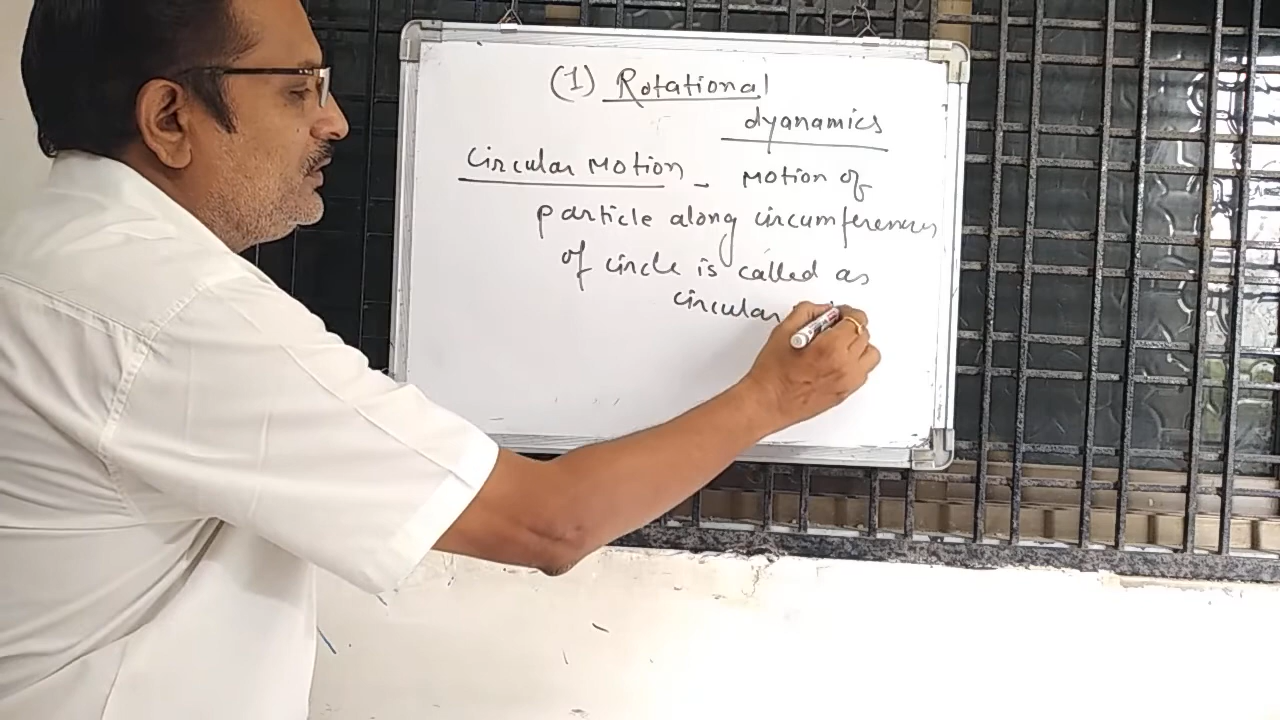 (1) Rotational
dyanamics
Circular Motion - Motion of
particle along circumferences
of circle is called as
circular